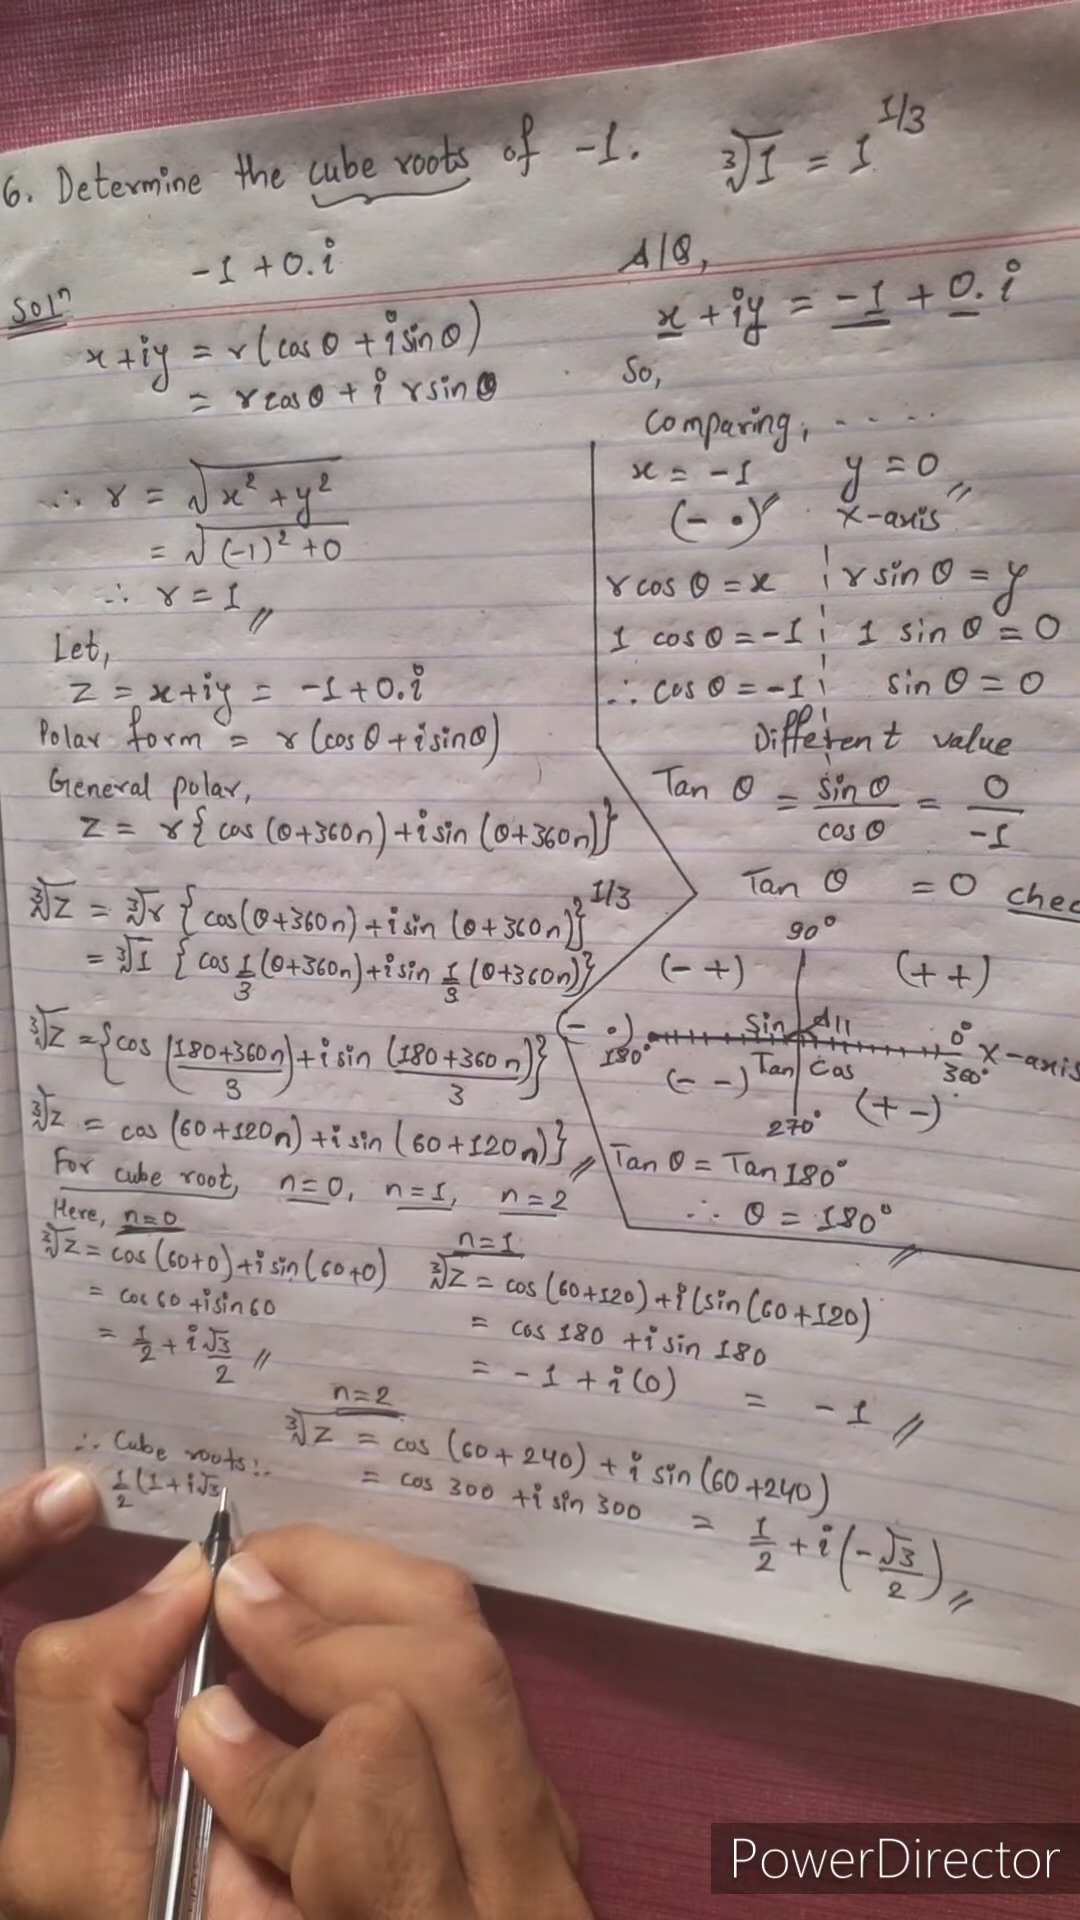 6. Determine the cube roots of -1. ∛1 = 1^1/3
Solⁿ
-1 + 0.i
x+iy = r(cos θ + i sin θ)
= r cos θ + i r sin θ
∴ r = √x² + y²
= √(-1)² + 0
∴ r = 1 //
Let,
Z = x+iy = -1+0.i
Polar form = r (cos θ + i sin θ)
General polar,
Z = r { cos (θ+360n) + i sin (θ+360n)}
∛Z = ∛r { cos(θ+360n) + i sin (θ+360n)}^1/3
= ∛1 { cos 1/3 (θ+360n) + i sin 1/3 (θ+360n)}
∛Z = {cos (180+360n)/3 + i sin (180+360n)/3}
∛Z = cos (60+120n) + i sin (60+120n)} //
For cube root, n=0, n=1, n=2
Here, n=0
∛Z = cos (60+0) + i sin (60+0)
= cos 60 + i sin 60
= 1/2 + i √3/2 //
A/Q,
x + iy = -1 + 0.i
So,
Comparing, - - - - -
x = -1 y = 0 //
(- •) X-axis
r cos θ = x r sin θ = y
1 cos θ = -1 1 sin θ = 0
∴ cos θ = -1 sin θ = 0
Different value
Tan θ = sin θ/cos θ = 0/-1
Tan θ = 0 chec
90°
(- +) (+ +)
(- •) Sin All 0° X-axis
180° Tan Cos 360°
(- -) (+ -)
270°
Tan θ = Tan 180°
∴ θ = 180° //
n=1
∛Z = cos (60+120) + i (sin (60+120)
= cos 180 + i sin 180
= -1 + i (0) = -1 //
n=2
∛Z = cos (60+240) + i sin (60+240)
= cos 300 + i sin 300 = 1/2 + i (-√3/2) //
∴ Cube roots:-
1/2 (1+i√3
PowerDirector